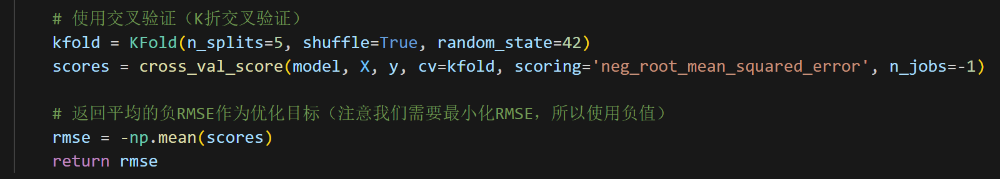 # 使用交叉验证（K折交叉验证）
kfold = KFold(n_splits=5, shuffle=True, random_state=42)
scores = cross_val_score(model, X, y, cv=kfold, scoring='neg_root_mean_squared_error', n_jobs=-1)
# 返回平均的负RMSE作为优化目标（注意我们需要最小化RMSE，所以使用负值）
rmse = -np.mean(scores)
return rmse